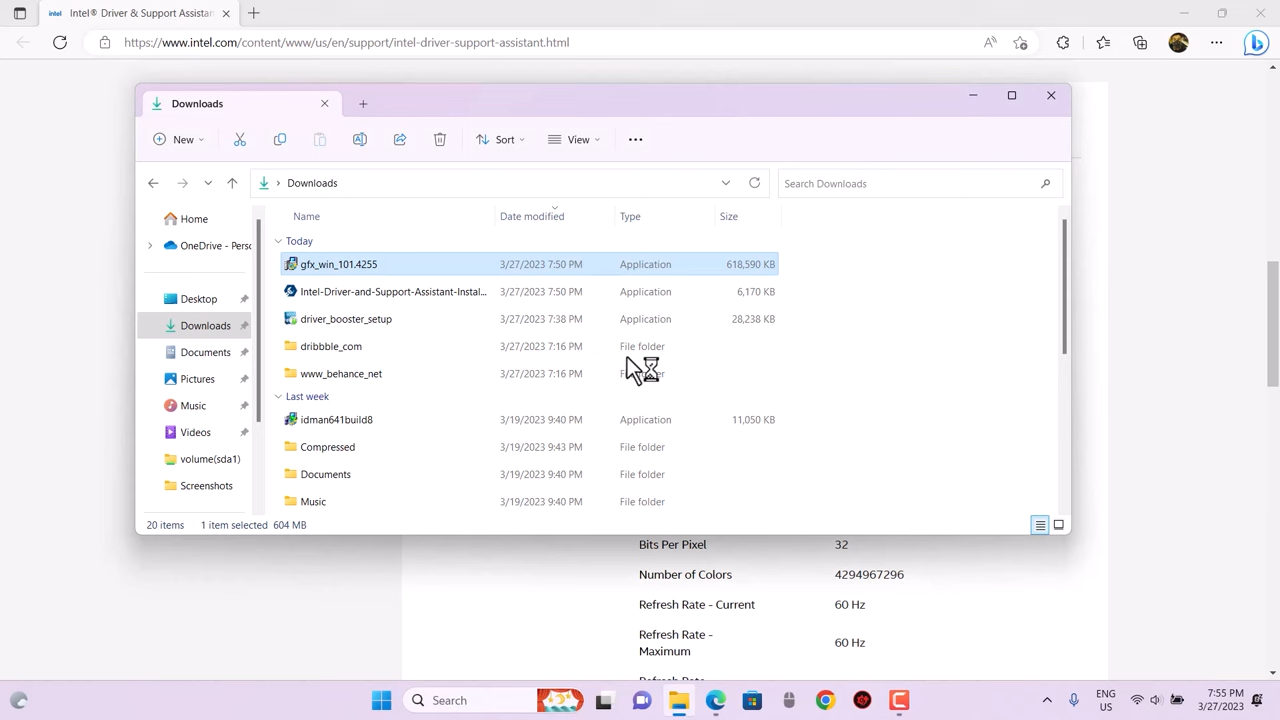 intel Intel® Driver & Support Assistan
https://www.intel.com/content/www/us/en/support/intel-driver-support-assistant.html
Downloads
New Sort View
Downloads Search Downloads
Name Date modified Type Size
Home
OneDrive - Perso
Desktop
Downloads
Documents
Pictures
Music
Videos
volume(sda1)
Screenshots
Today
gfx_win_101.4255 3/27/2023 7:50 PM Application 618,590 KB
Intel-Driver-and-Support-Assistant-Instal... 3/27/2023 7:50 PM Application 6,170 KB
driver_booster_setup 3/27/2023 7:38 PM Application 28,238 KB
dribbble_com 3/27/2023 7:16 PM File folder
www_behance_net 3/27/2023 7:16 PM
Last week
idman641build8 3/19/2023 9:40 PM Application 11,050 KB
Compressed 3/19/2023 9:43 PM File folder
Documents 3/19/2023 9:40 PM File folder
Music 3/19/2023 9:40 PM File folder
20 items 1 item selected 604 MB
Bits Per Pixel 32
Number of Colors 4294967296
Refresh Rate - Current 60 Hz
Refresh Rate -
Maximum 60 Hz
Search
ENG
US
7:55 PM
3/27/2023